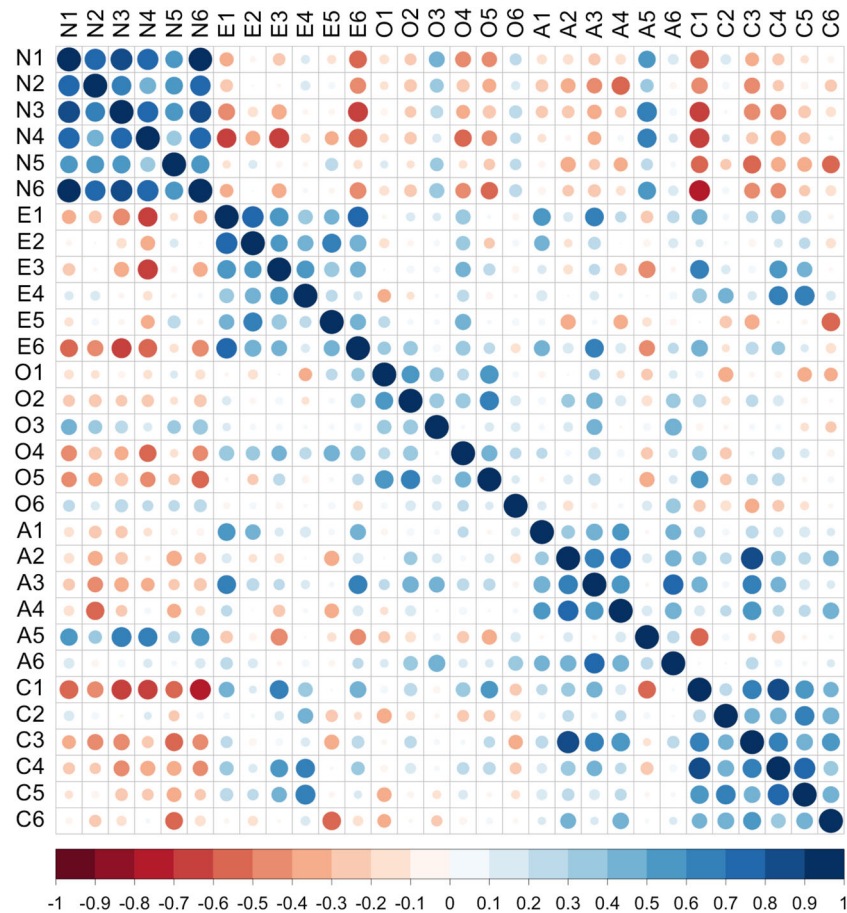 N1 N2 N3 N4 N5 N6 E1 E2 E3 E4 E5 E6 O1 O2 O3 O4 O5 O6 A1 A2 A3 A4 A5 A6 C1 C2 C3 C4 C5 C6
N1
N2
N3
N4
N5
N6
E1
E2
E3
E4
E5
E6
O1
O2
O3
O4
O5
O6
A1
A2
A3
A4
A5
A6
C1
C2
C3
C4
C5
C6
-1 -0.9 -0.8 -0.7 -0.6 -0.5 -0.4 -0.3 -0.2 -0.1 0 0.1 0.2 0.3 0.4 0.5 0.6 0.7 0.8 0.9 1